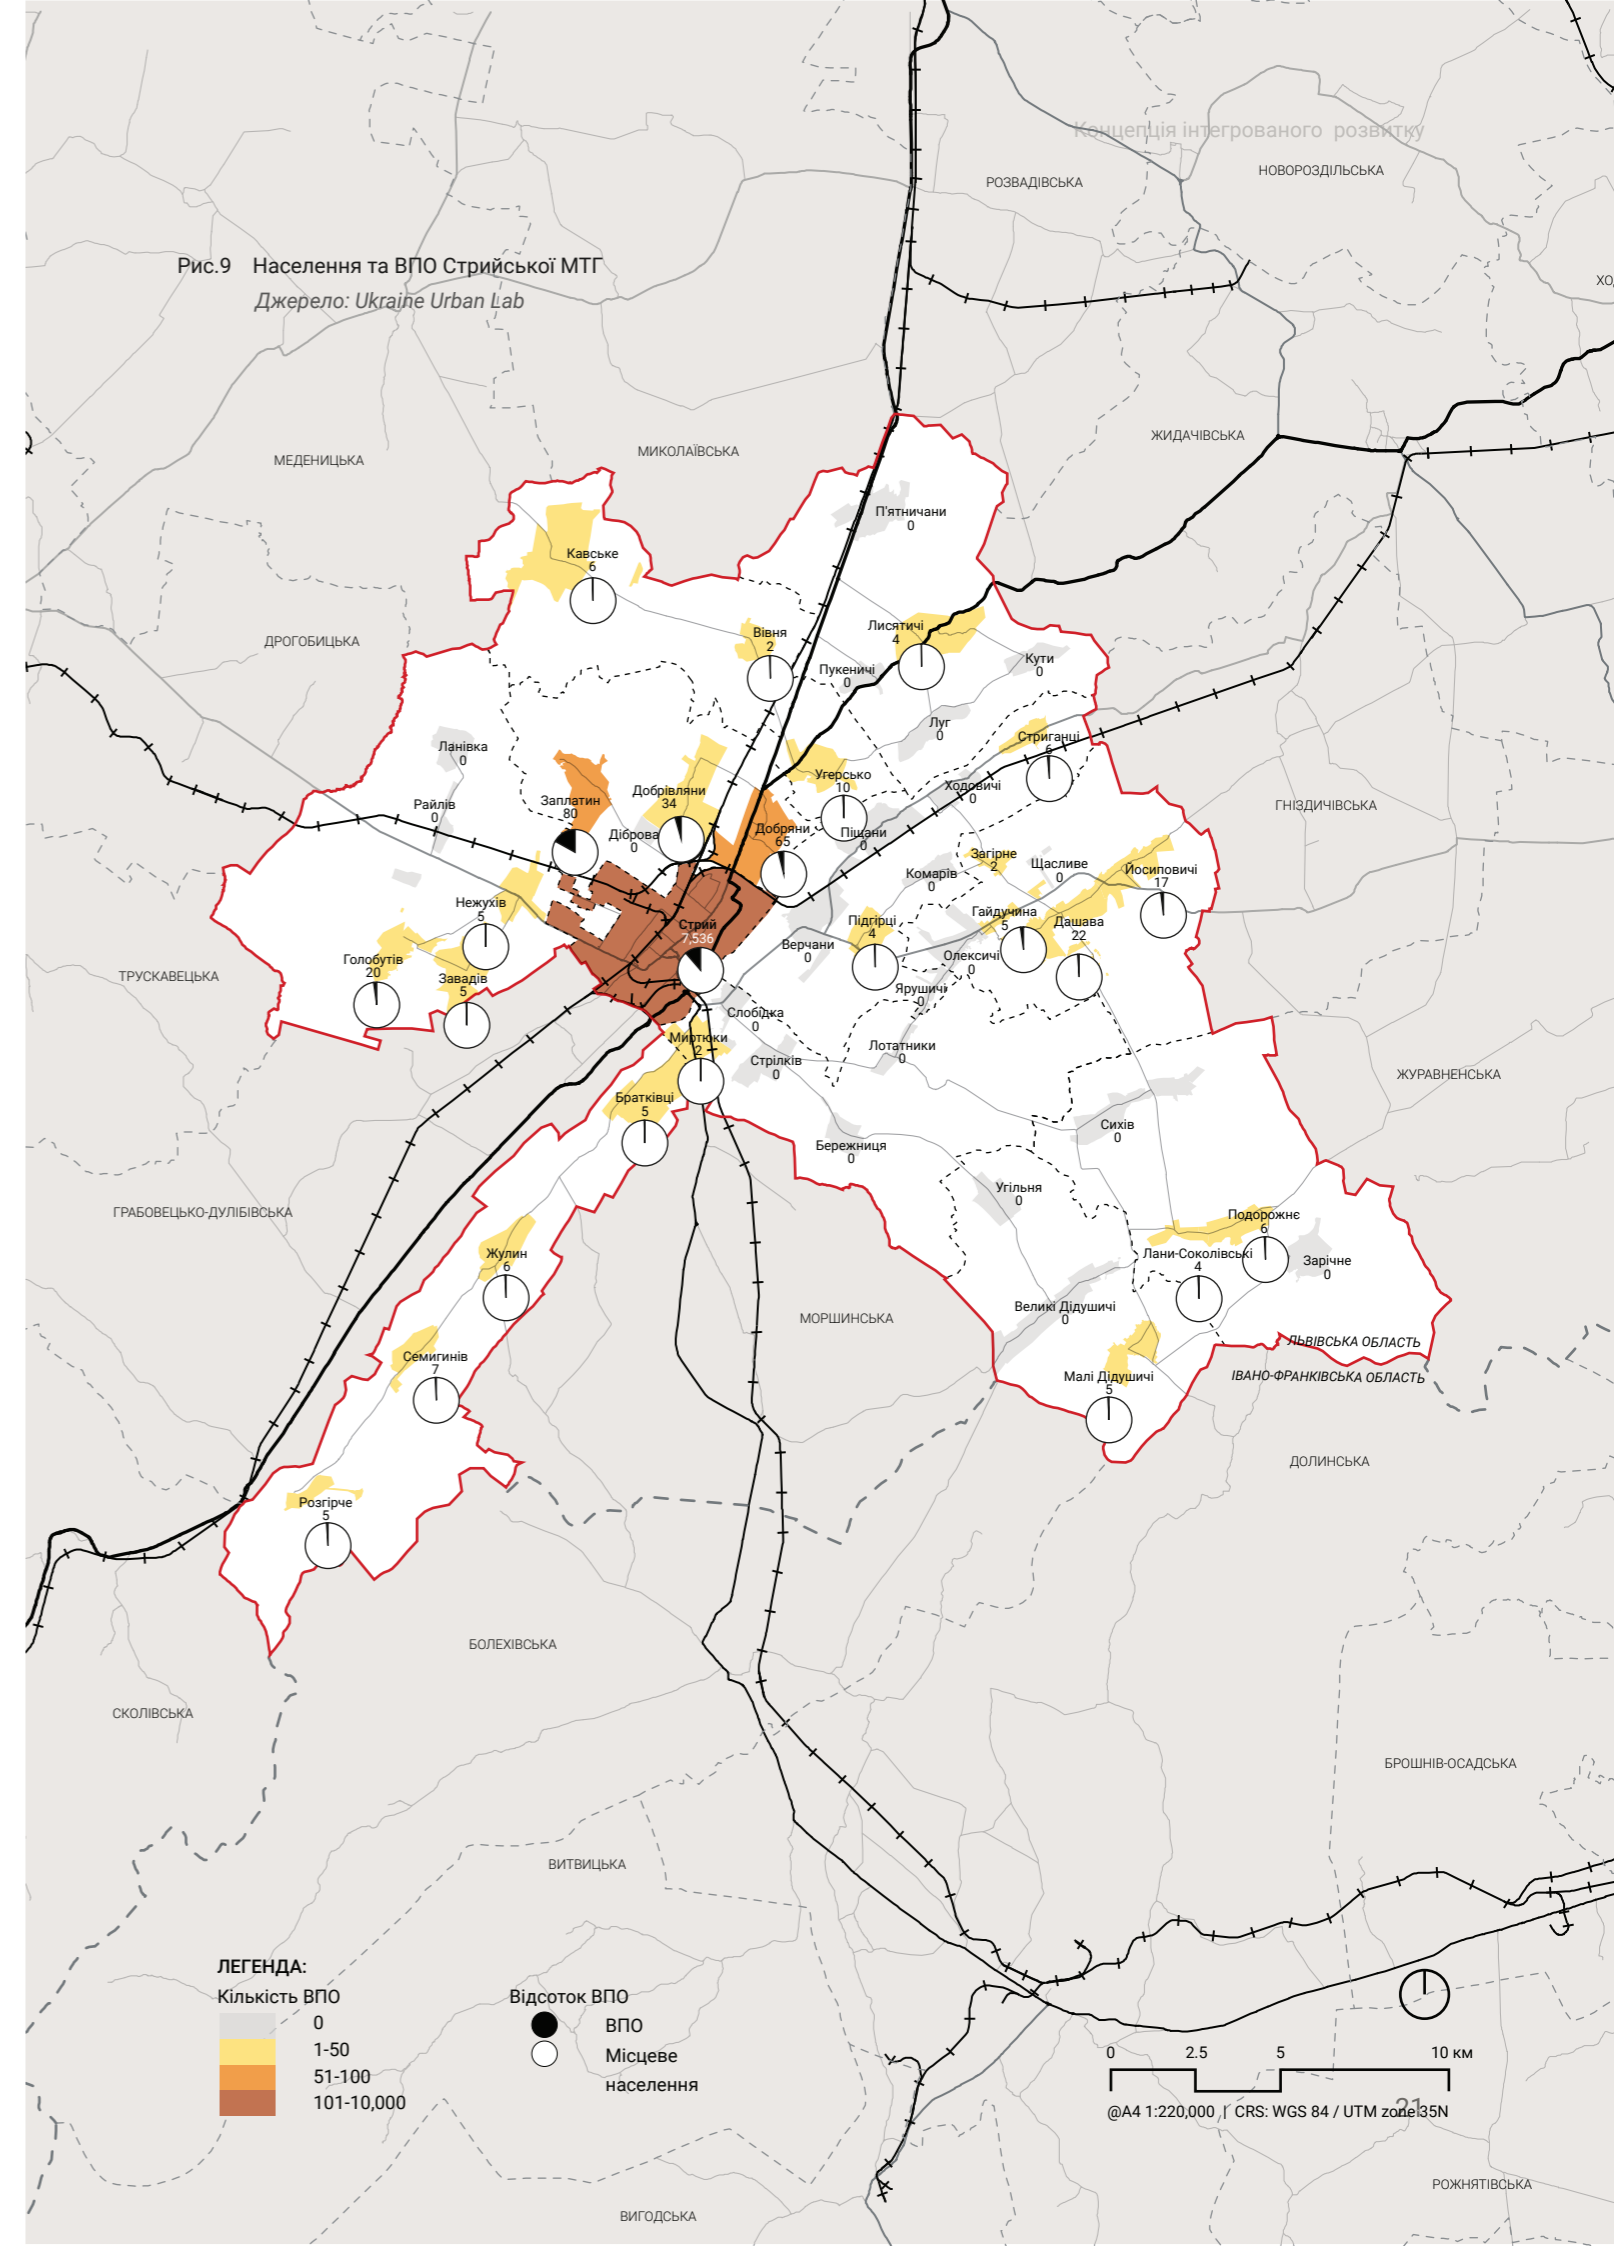 Концепція інтегрованого розвитку
РОЗВАДІВСЬКА
НОВОРОЗДІЛЬСЬКА
Рис.9 Населення та ВПО Стрийської МТГ
Джерело: Ukraine Urban Lab
МЕДЕНИЦЬКА
МИКОЛАЇВСЬКА
ЖИДАЧІВСЬКА
П'ятничани
0
Кавське
6
ДРОГОБИЦЬКА
Вівня
2
Лисятичі
4
Пукеничі
0
Кути
0
Ланівка
0
Луг
0
Стриганці
6
Райлів
0
Заплатин
80
Добрівляни
34
Діброва
0
Угерсько
10
Ходовичі
0
ГНІЗДИЧІВСЬКА
Добряни
65
Піщани
0
Комарів
0
Загірне
2
Щасливе
0
Йосиповичі
17
Нежухів
5
Стрий
7,536
Підгірці
4
Гайдучина
5
Дашава
22
Верчани
0
Голобутів
20
Завадів
5
Олексичі
0
ТРУСКАВЕЦЬКА
Ярушичі
0
Слобідка
0
Миртюки
2
Стрілків
0
Лотатники
0
ЖУРАВНЕНСЬКА
Братківці
5
Бережниця
0
Сихів
0
Угільня
0
ГРАБОВЕЦЬКО-ДУЛІБІВСЬКА
Подорожнє
6
Жулин
6
Лани-Соколівські
4
Зарічне
0
МОРШИНСЬКА
Великі Дідушичі
0
ЛЬВІВСЬКА ОБЛАСТЬ
Семигинів
7
Малі Дідушичі
5
ІВАНО-ФРАНКІВСЬКА ОБЛАСТЬ
ДОЛИНСЬКА
Розгірче
5
БОЛЕХІВСЬКА
СКОЛІВСЬКА
БРОШНІВ-ОСАДСЬКА
ВИТВИЦЬКА
ЛЕГЕНДА:
Кількість ВПО
0
1-50
51-100
101-10,000
Відсоток ВПО
ВПО
Місцеве
населення
0 2.5 5 10 км
@A4 1:220,000 | CRS: WGS 84 / UTM zone 35N
21
РОЖНЯТІВСЬКА
ВИГОДСЬКА